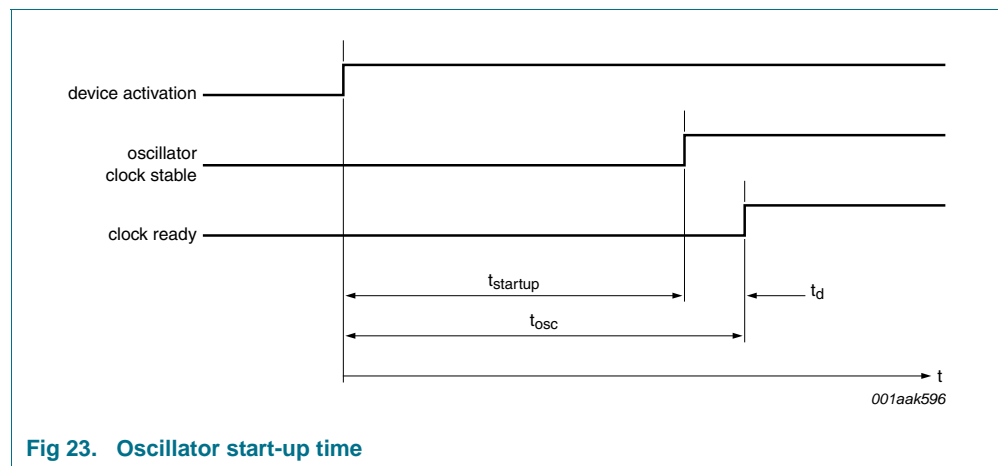 device activation
oscillator
clock stable
clock ready
tstartup
td
tosc
t
001aak596
Fig 23. Oscillator start-up time